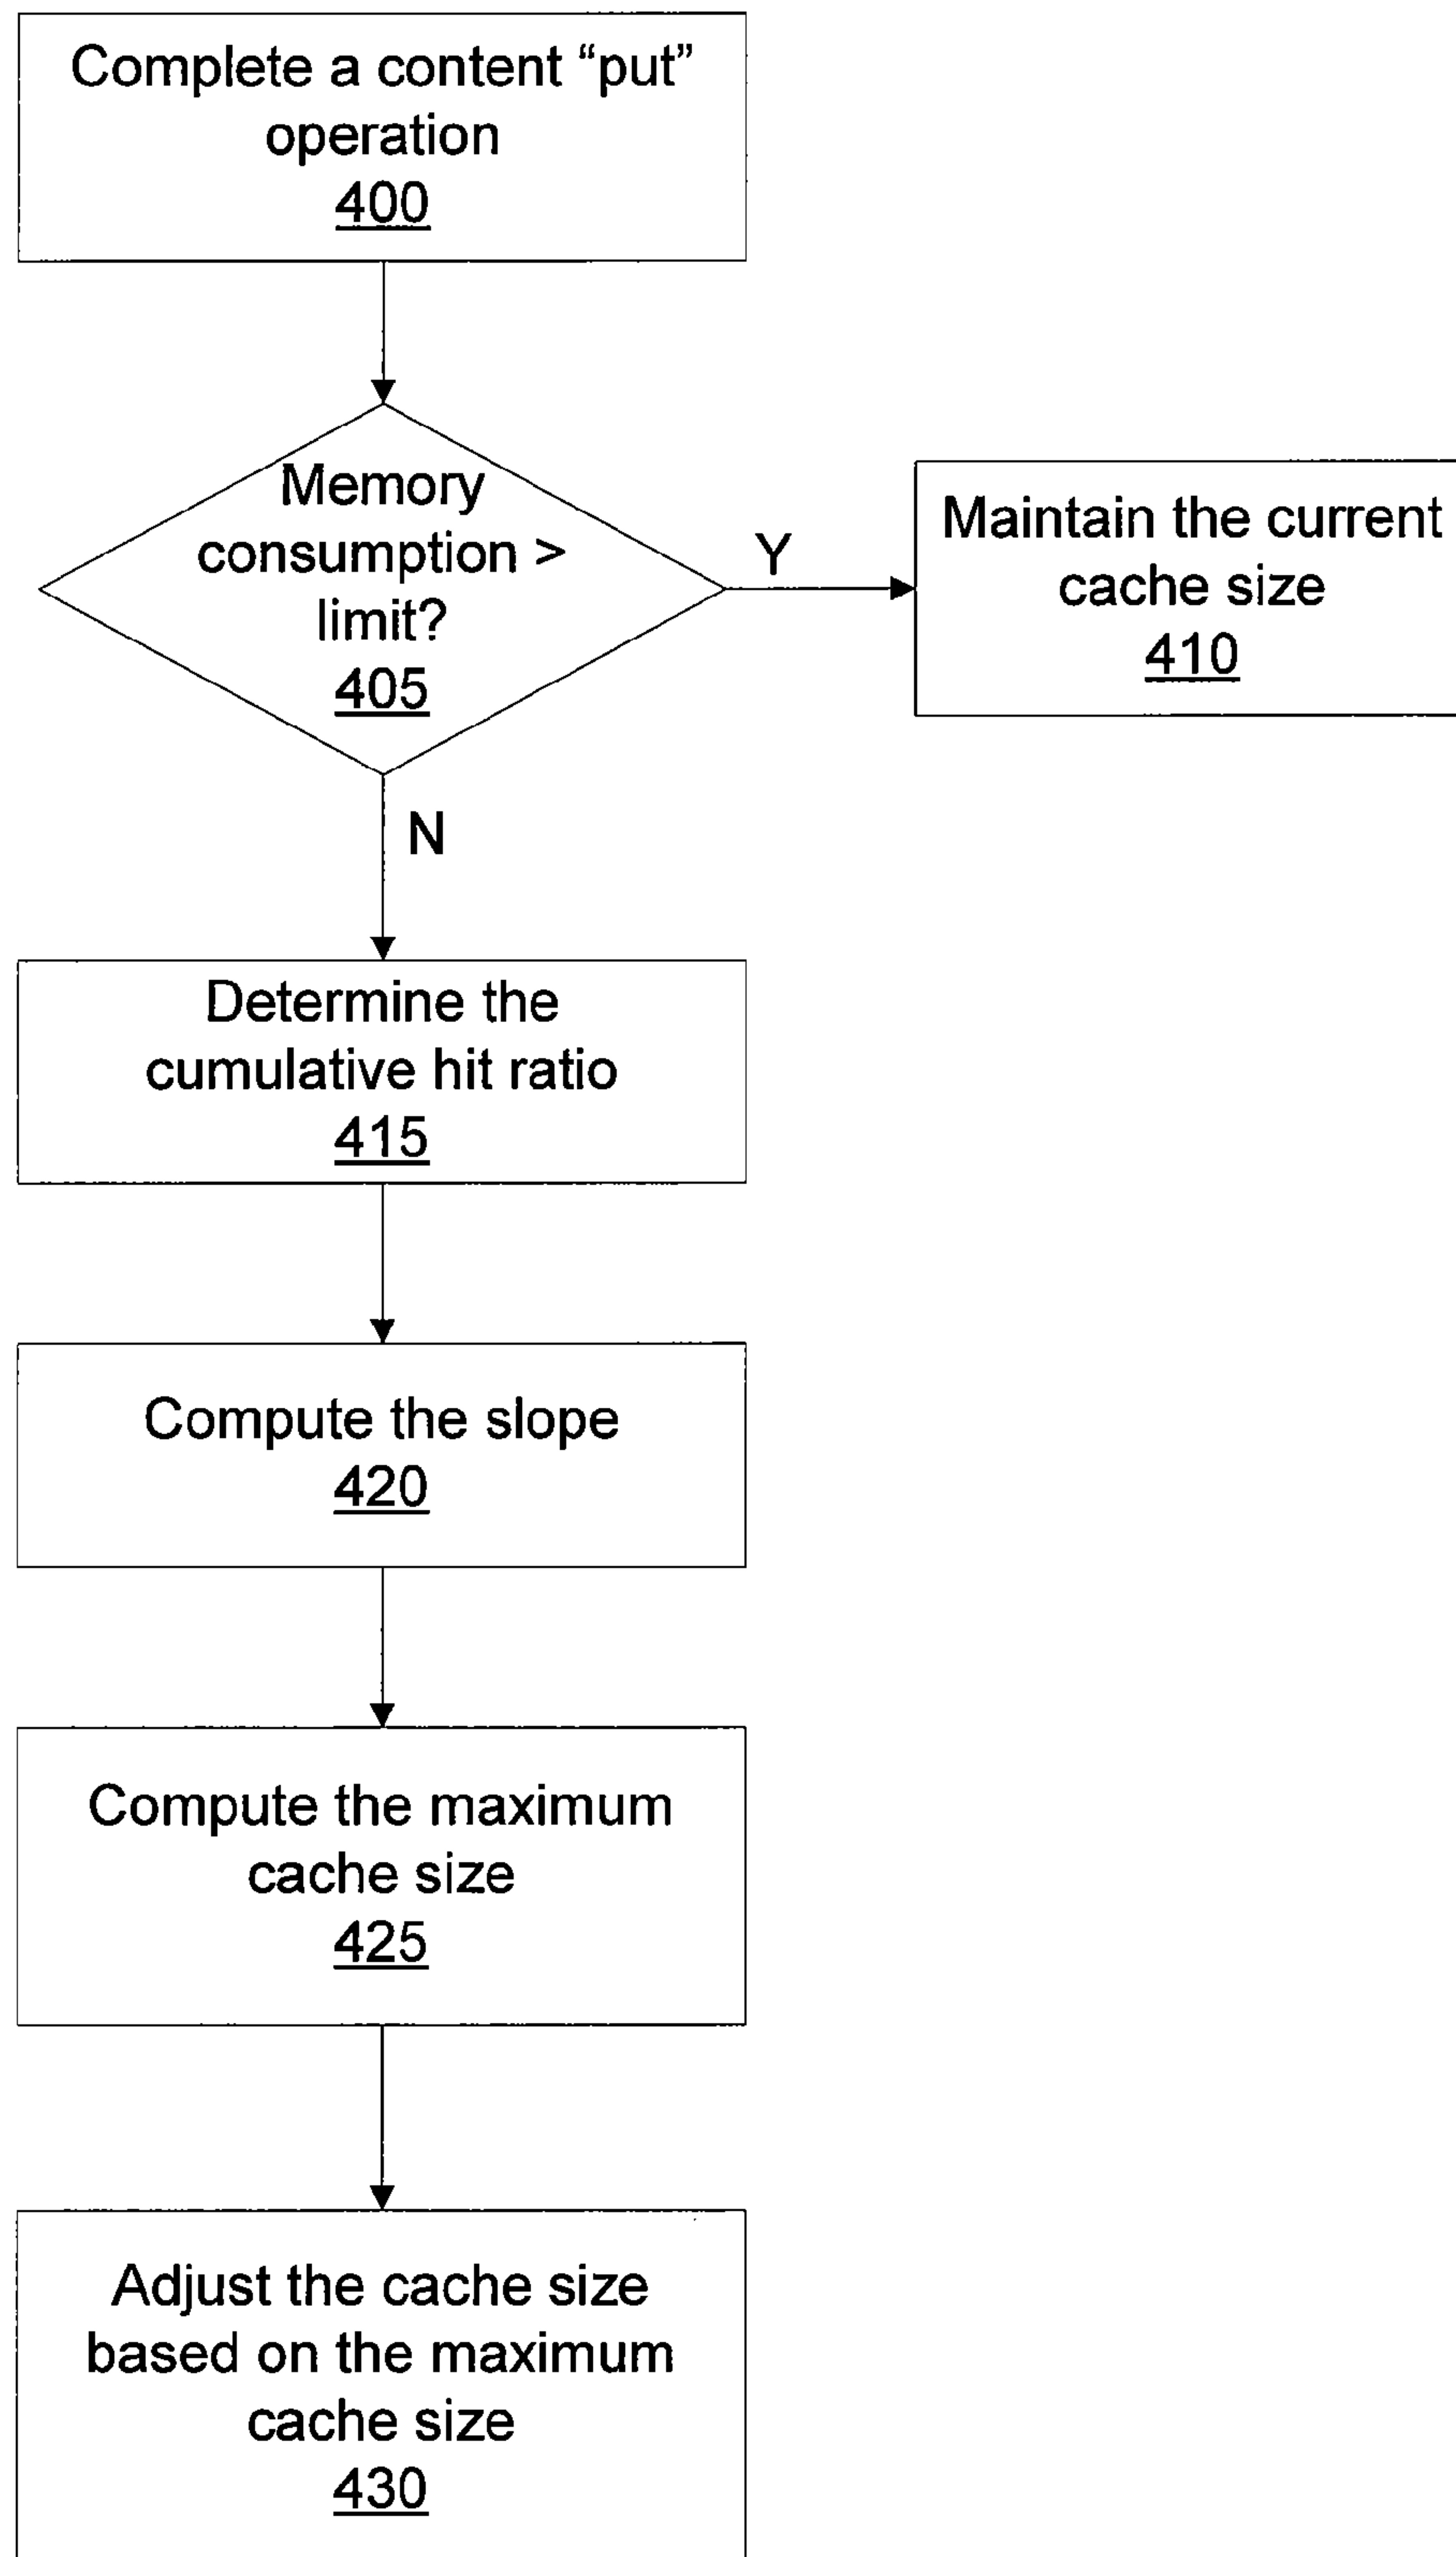 Complete a content “put”
operation
400
Memory
consumption >
limit?
405
Y
Maintain the current
cache size
410
N
Determine the
cumulative hit ratio
415
Compute the slope
420
Compute the maximum
cache size
425
Adjust the cache size
based on the maximum
cache size
430